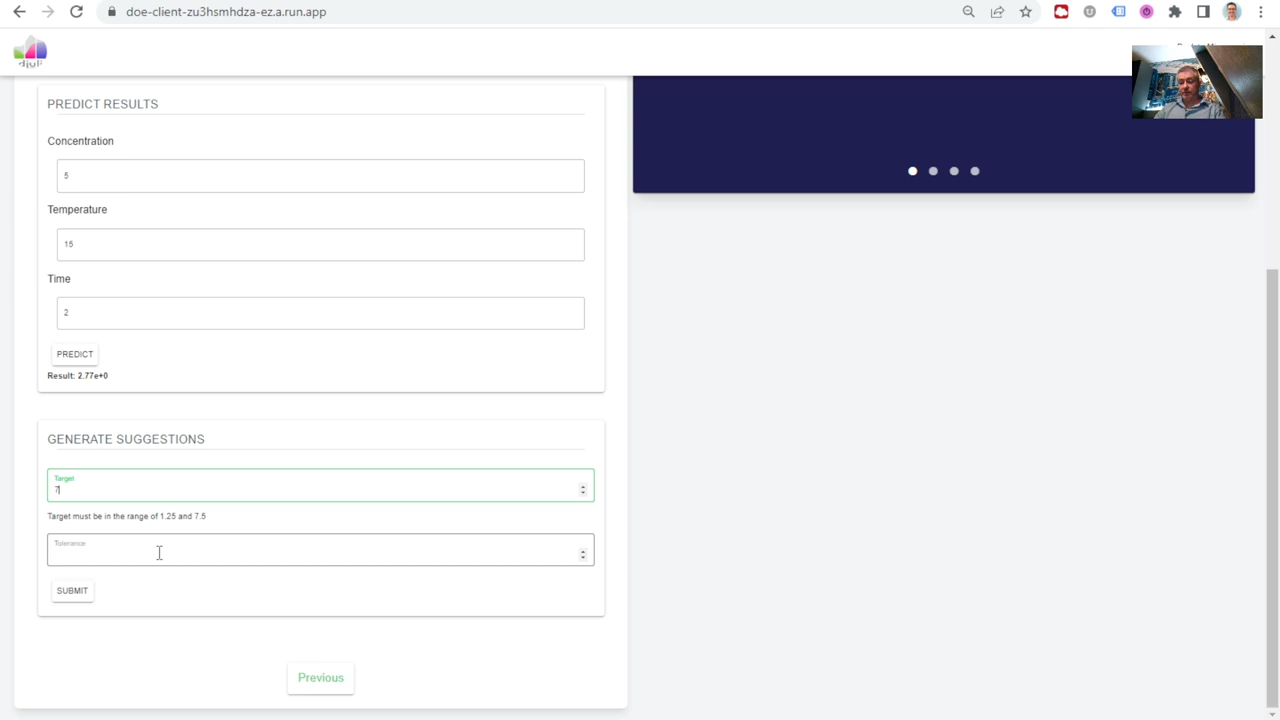 doe-client-zu3hsmhdza-ez.a.run.app
PREDICT RESULTS
Concentration
5
Temperature
15
Time
2
PREDICT
Result: 2.77e+0
GENERATE SUGGESTIONS
Target
7
Target must be in the range of 1.25 and 7.5
Tolerance
SUBMIT
Previous